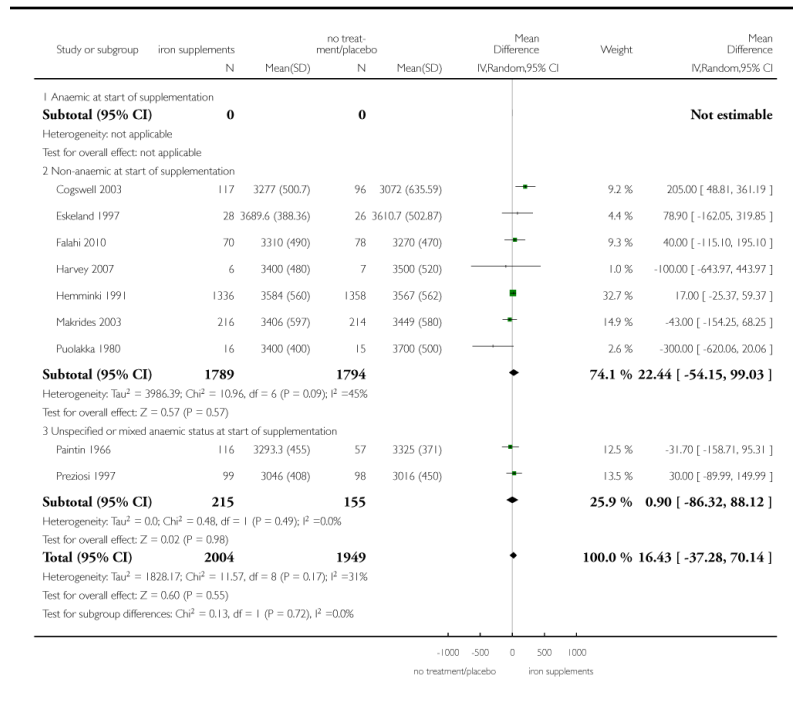 Study or subgroup iron supplements no treatment/placebo Mean Difference Weight Mean Difference
N Mean(SD) N Mean(SD) IV,Random,95% CI IV,Random,95% CI
1 Anaemic at start of supplementation
Subtotal (95% CI) 0 0 Not estimable
Heterogeneity: not applicable
Test for overall effect: not applicable
2 Non-anaemic at start of supplementation
Cogswell 2003 117 3277 (500.7) 96 3072 (635.59) 9.2 % 205.00 [ 48.81, 361.19 ]
Eskeland 1997 28 3689.6 (388.36) 26 3610.7 (502.87) 4.4 % 78.90 [ -162.05, 319.85 ]
Falahi 2010 70 3310 (490) 78 3270 (470) 9.3 % 40.00 [ -115.10, 195.10 ]
Harvey 2007 6 3400 (480) 7 3500 (520) 1.0 % -100.00 [ -643.97, 443.97 ]
Hemminki 1991 1336 3584 (560) 1358 3567 (562) 32.7 % 17.00 [ -25.37, 59.37 ]
Makrides 2003 216 3406 (597) 214 3449 (580) 14.9 % -43.00 [ -154.25, 68.25 ]
Puolakka 1980 16 3400 (400) 15 3700 (500) 2.6 % -300.00 [ -620.06, 20.06 ]
Subtotal (95% CI) 1789 1794 74.1 % 22.44 [ -54.15, 99.03 ]
Heterogeneity: Tau² = 3986.39; Chi² = 10.96, df = 6 (P = 0.09); I² =45%
Test for overall effect: Z = 0.57 (P = 0.57)
3 Unspecified or mixed anaemic status at start of supplementation
Paintin 1966 116 3293.3 (455) 57 3325 (371) 12.5 % -31.70 [ -158.71, 95.31 ]
Preziosi 1997 99 3046 (408) 98 3016 (450) 13.5 % 30.00 [ -89.99, 149.99 ]
Subtotal (95% CI) 215 155 25.9 % 0.90 [ -86.32, 88.12 ]
Heterogeneity: Tau² = 0.0; Chi² = 0.48, df = 1 (P = 0.49); I² =0.0%
Test for overall effect: Z = 0.02 (P = 0.98)
Total (95% CI) 2004 1949 100.0 % 16.43 [ -37.28, 70.14 ]
Heterogeneity: Tau² = 1828.17; Chi² = 11.57, df = 8 (P = 0.17); I² =31%
Test for overall effect: Z = 0.60 (P = 0.55)
Test for subgroup differences: Chi² = 0.13, df = 1 (P = 0.72), I² =0.0%
-1000 -500 0 500 1000
no treatment/placebo iron supplements